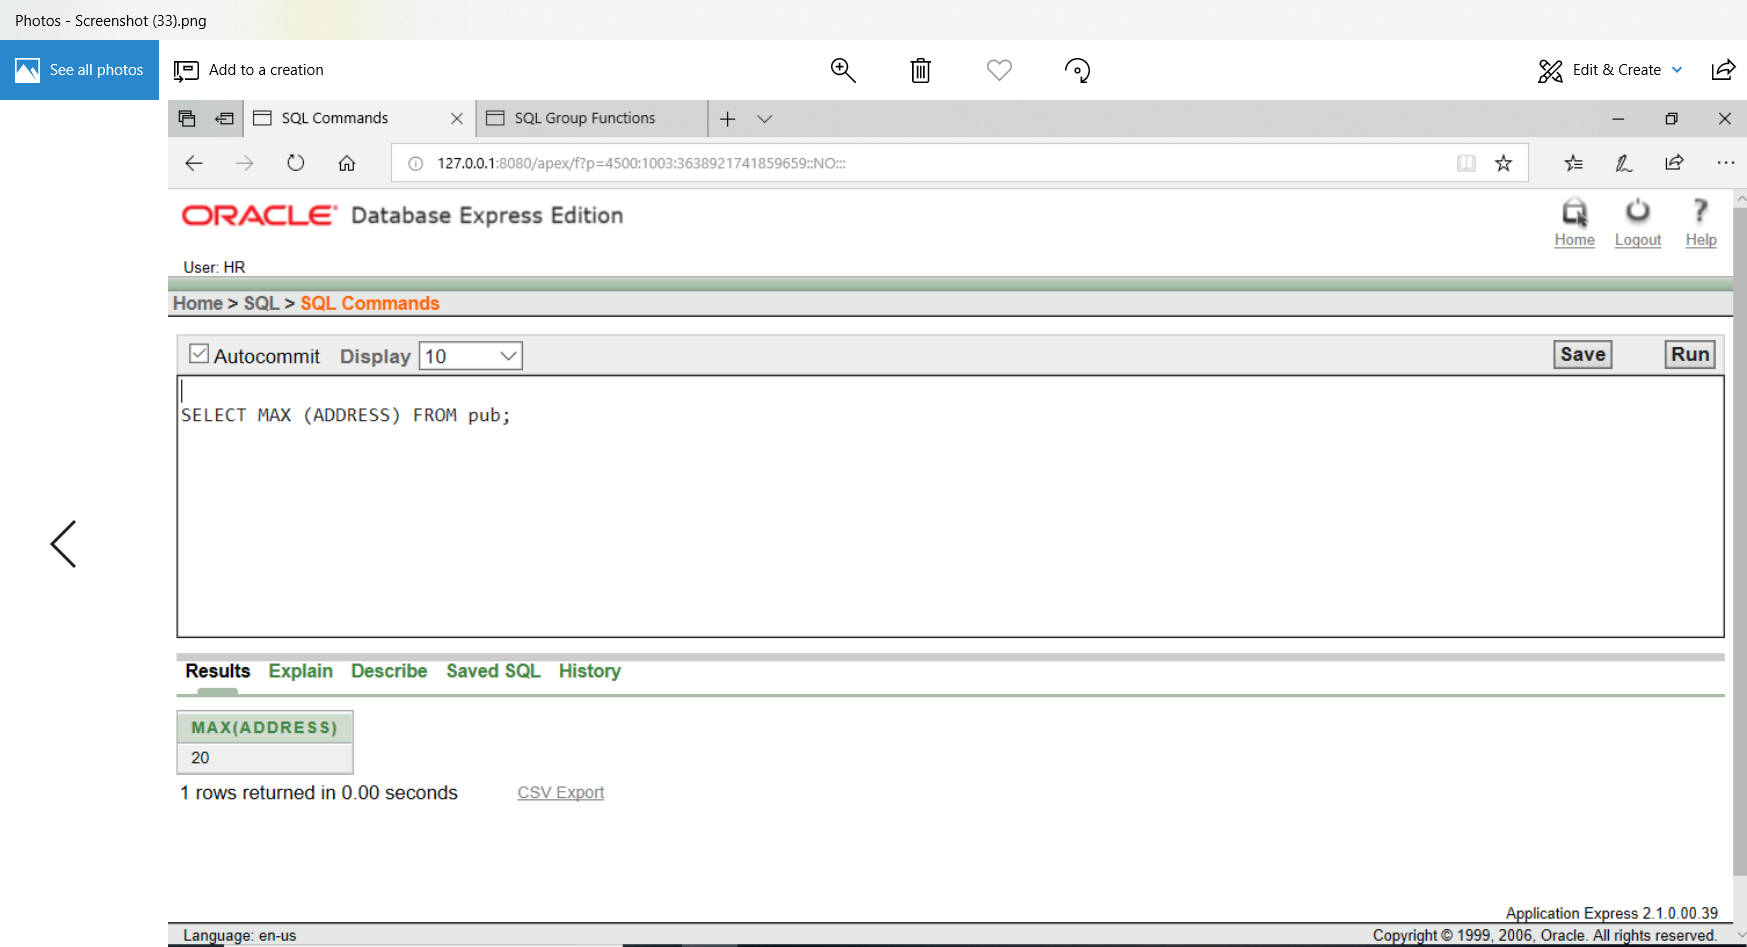 Photos - Screenshot (33).png
See all photos
Add to a creation
Edit & Create
SQL Commands
SQL Group Functions
127.0.0.1:8080/apex/f?p=4500:1003:3638921741859659::NO:::
ORACLE Database Express Edition
Home Logout Help
User: HR
Home > SQL > SQL Commands
Autocommit Display 10 Save Run
SELECT MAX (ADDRESS) FROM pub;
Results Explain Describe Saved SQL History
MAX(ADDRESS)
20
1 rows returned in 0.00 seconds CSV Export
Application Express 2.1.0.00.39
Language: en-us Copyright © 1999, 2006, Oracle. All rights reserved.